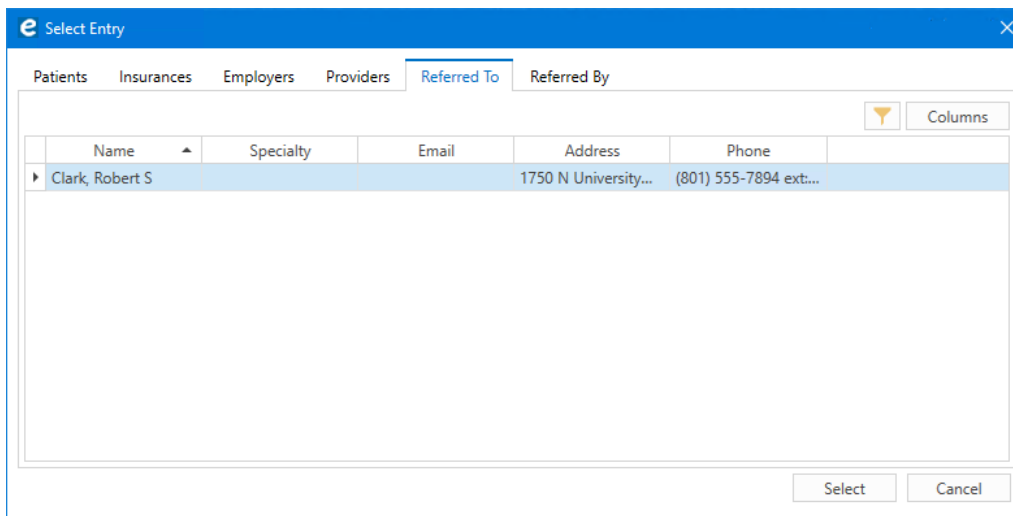 e Select Entry
Patients Insurances Employers Providers Referred To Referred By
Columns
Name Specialty Email Address Phone
Clark, Robert S 1750 N University... (801) 555-7894 ext:...
Select Cancel